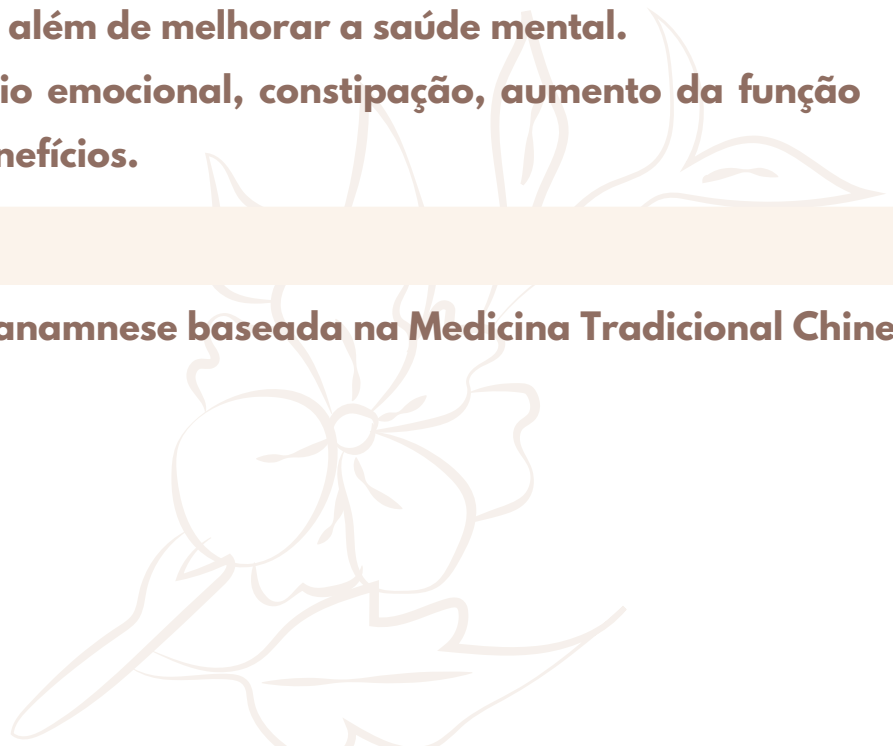 além de melhorar a saúde mental.
io emocional, constipação, aumento da função
nefícios.
anamnese baseada na Medicina Tradicional Chine